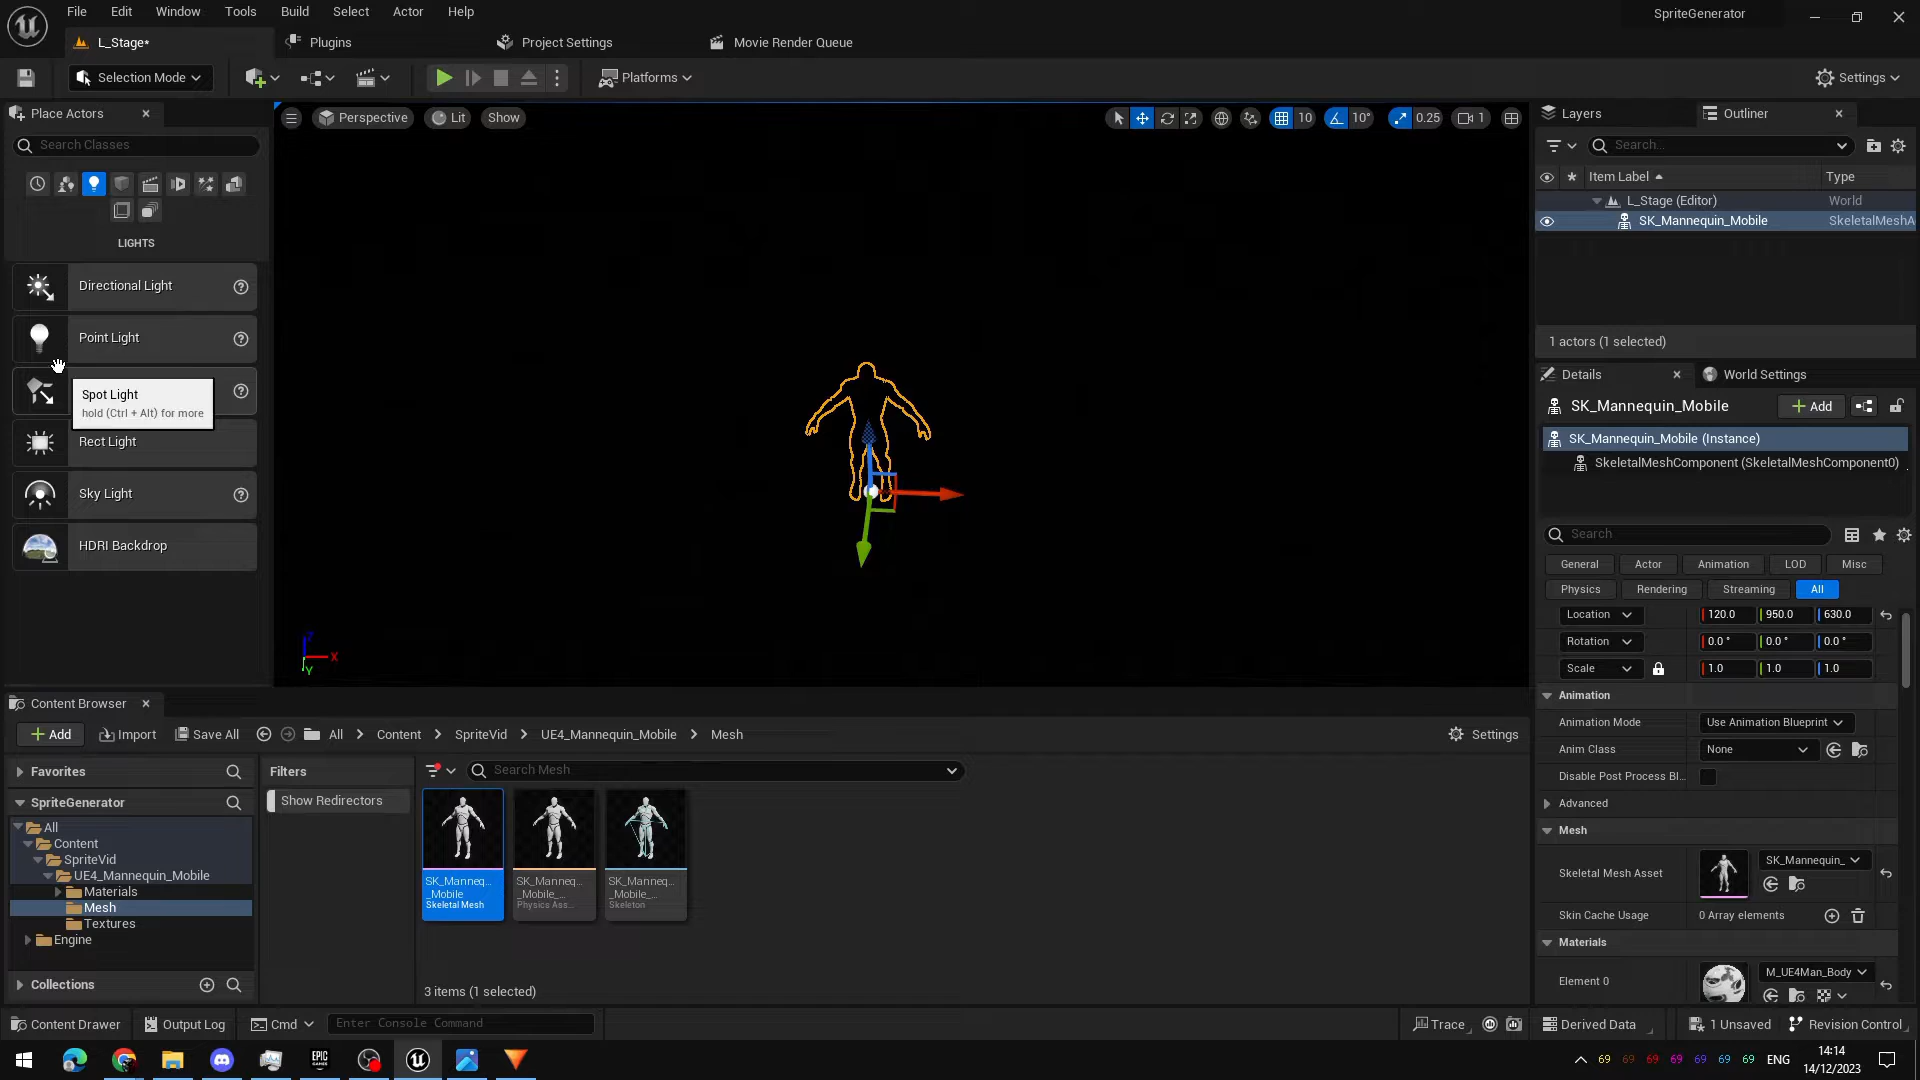 File Edit Window Tools Build Select Actor Help
SpriteGenerator
L_Stage*
Plugins
Project Settings
Movie Render Queue
Selection Mode
Platforms
Settings
Place Actors
Perspective
Lit
Show
10
10°
0.25
1
Layers
Outliner
Search Classes
Search...
Item Label
Type
L_Stage (Editor)
World
SK_Mannequin_Mobile
SkeletalMeshA
LIGHTS
Directional Light
Point Light
Spot Light
hold (Ctrl + Alt) for more
Rect Light
Sky Light
HDRI Backdrop
1 actors (1 selected)
Details
World Settings
SK_Mannequin_Mobile
Add
SK_Mannequin_Mobile (Instance)
SkeletalMeshComponent (SkeletalMeshComponent0)
Search
General
Actor
Animation
LOD
Misc
Physics
Rendering
Streaming
All
Location
120.0
950.0
630.0
Rotation
0.0 °
0.0 °
0.0 °
Scale
1.0
1.0
1.0
Animation
Animation Mode
Use Animation Blueprint
Anim Class
None
Disable Post Process Bl...
Advanced
Mesh
Skeletal Mesh Asset
SK_Mannequin_
Skin Cache Usage
0 Array elements
Materials
Element 0
M_UE4Man_Body
Z
X
Y
Content Browser
Add
Import
Save All
All
Content
SpriteVid
UE4_Mannequin_Mobile
Mesh
Settings
Favorites
Filters
Search Mesh
Show Redirectors
SpriteGenerator
All
Content
SpriteVid
UE4_Mannequin_Mobile
Materials
Mesh
Textures
Engine
Collections
SK_Manneq...
_Mobile
Skeletal Mesh
SK_Manneq...
_Mobile_...
Physics Ass...
SK_Manneq...
_Mobile_...
Skeleton
3 items (1 selected)
Content Drawer
Output Log
Cmd
Enter Console Command
Trace
Derived Data
1 Unsaved
Revision Control
EPIC
GAMES
69 69 69 69 69 69 69
ENG
14:14
14/12/2023